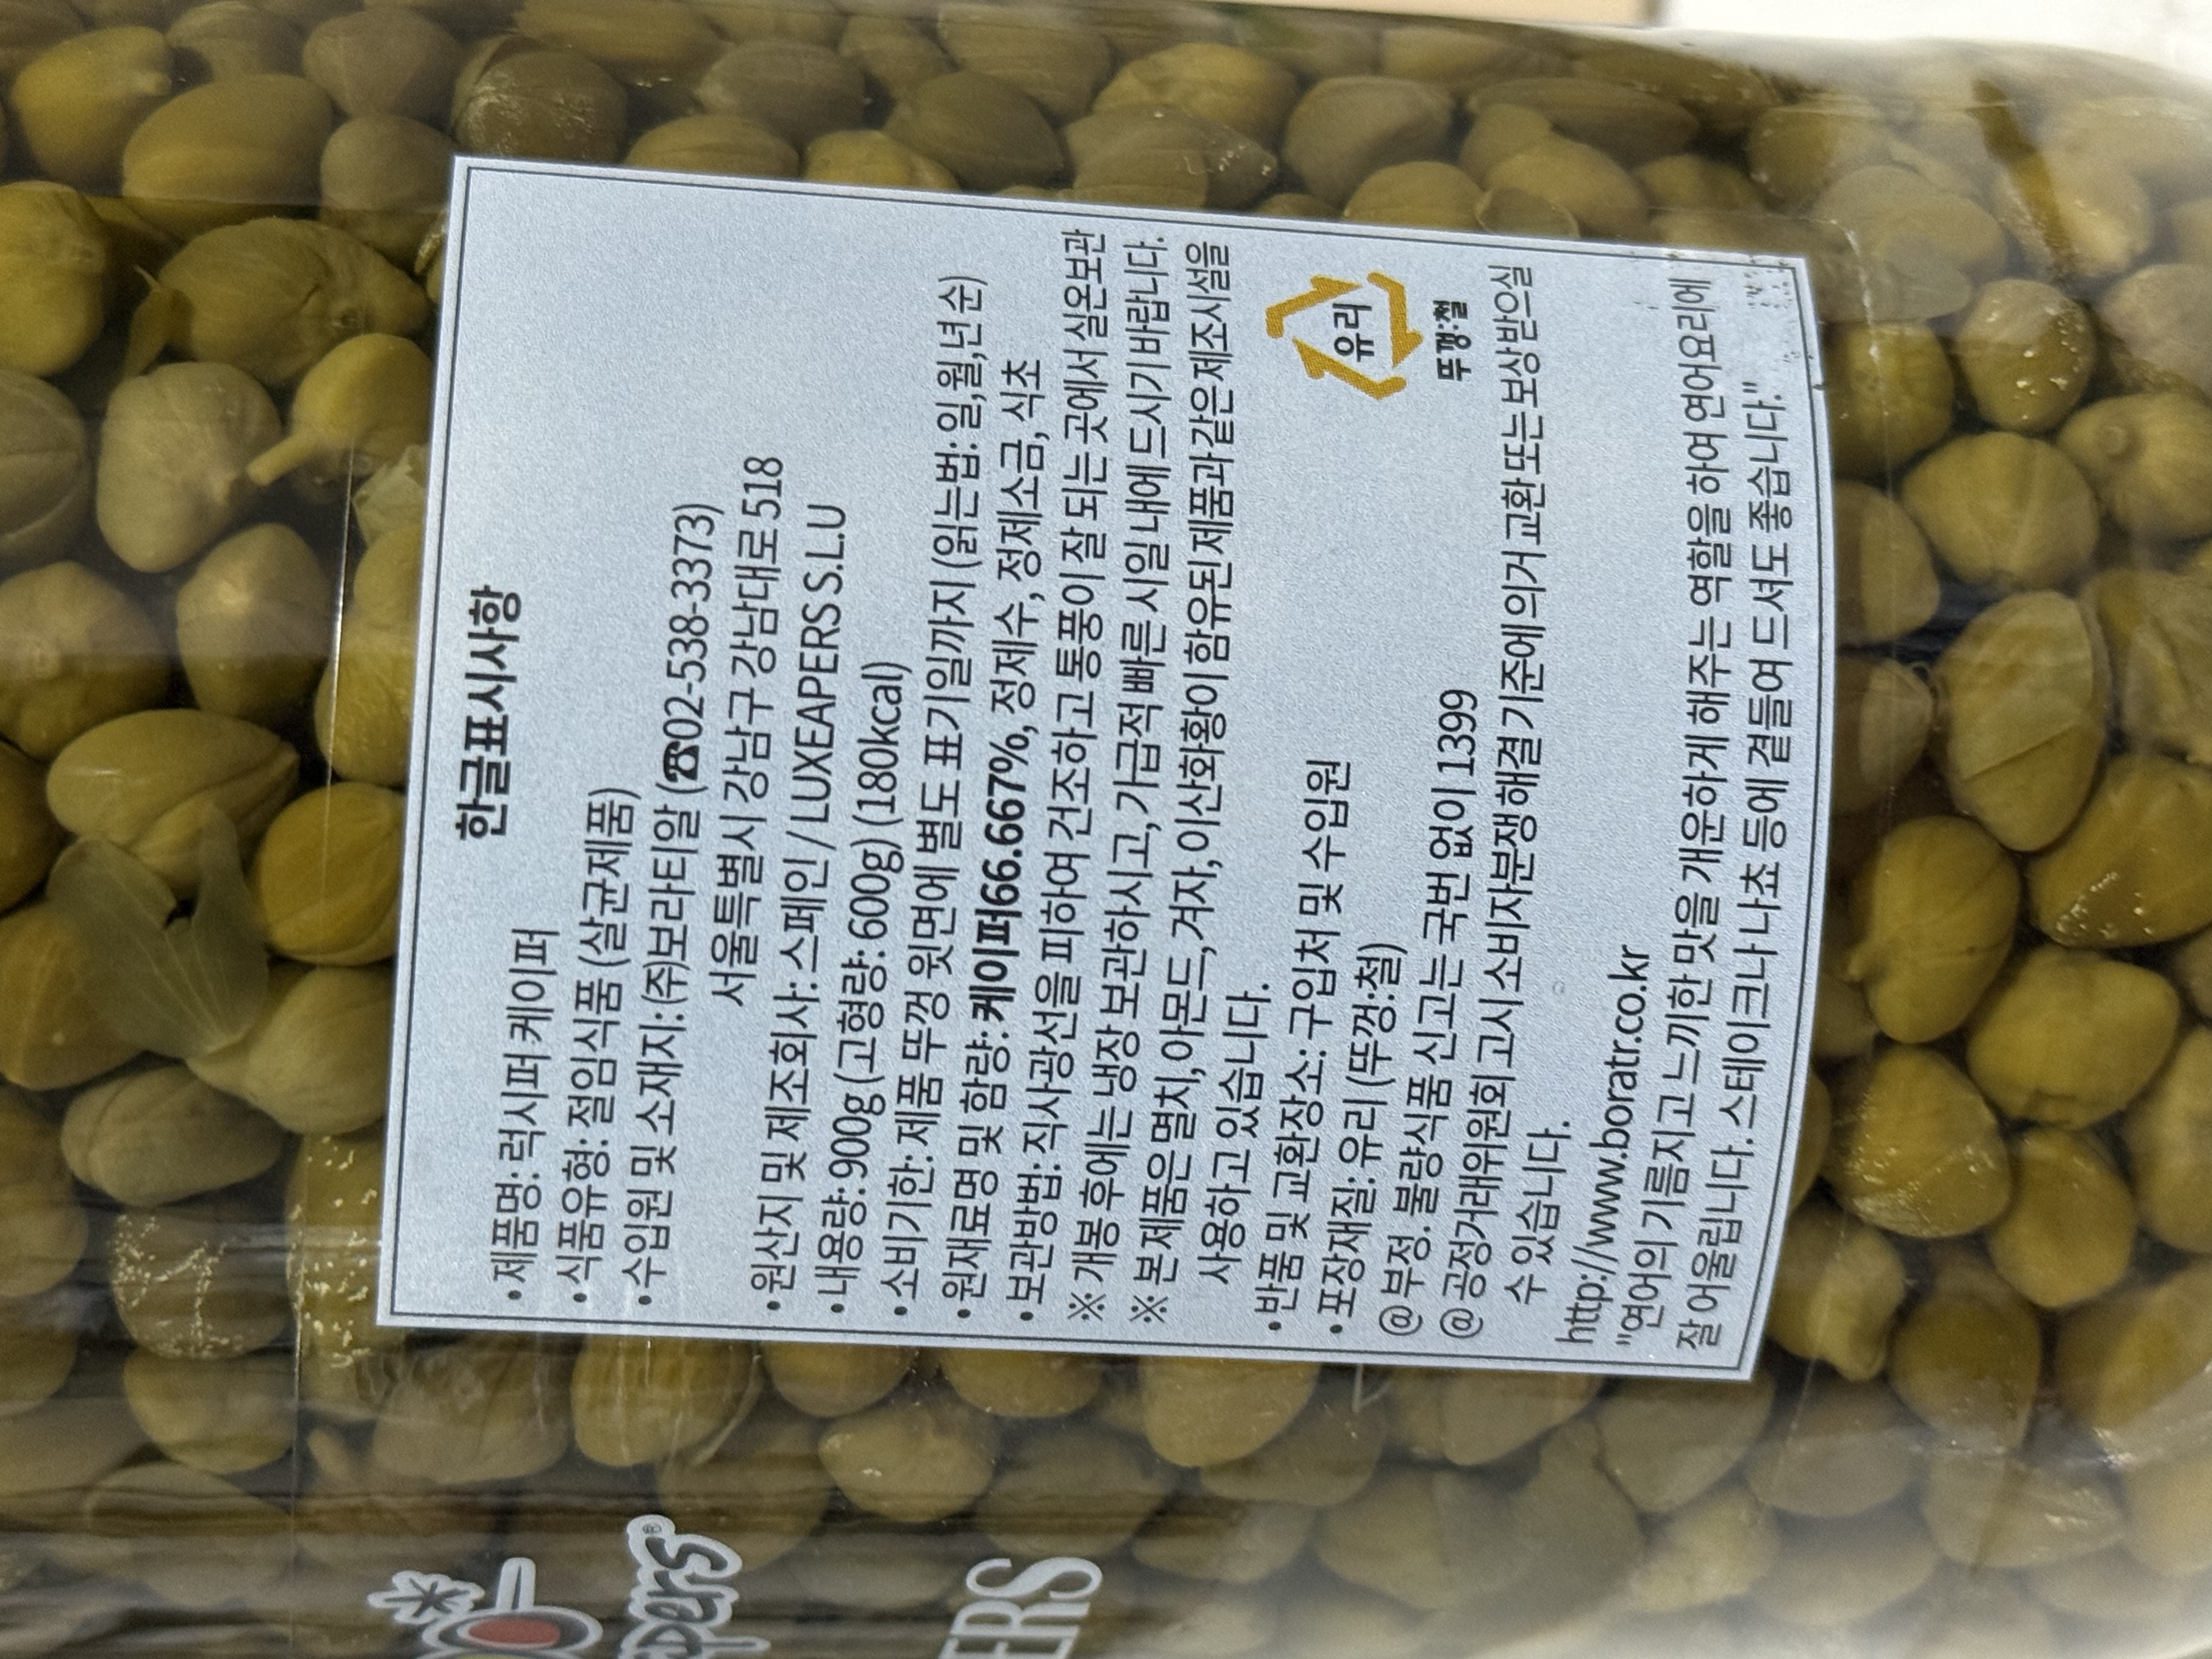 한글표시사항
• 제품명: 럭시퍼 케이퍼
• 식품유형: 절임식품 (살균제품)
• 수입원 및 소재지: (주)보라티알 (☎02-538-3373)
서울특별시 강남구 강남대로 518
• 원산지 및 제조회사: 스페인 / LUXEAPERS S.L.U
• 내용량: 900g (고형량: 600g) (180kcal)
• 소비기한: 제품 뚜껑 윗면에 별도 표기일까지 (읽는법: 일,월,년 순)
• 원재료명 및 함량: 케이퍼66.667%, 정제수, 정제소금, 식초
• 보관방법: 직사광선을 피하여 건조하고 통풍이 잘 되는 곳에서 실온보관
※ 개봉 후에는 냉장 보관하시고, 가급적 빠른 시일 내에 드시기 바랍니다.
※ 본 제품은 멸치, 아몬드, 겨자, 이산화황이 함유된 제품과 같은 제조시설을
사용하고 있습니다.
• 반품 및 교환장소: 구입처 및 수입원
• 포장재질: 유리 (뚜껑:철)
@ 부정. 불량식품 신고는 국번 없이 1399
@ 공정거래위원회 고시 소비자분쟁 해결 기준에 의거 교환 또는 보상 받으실
수 있습니다.
유리
뚜껑:철
http://www.boratr.co.kr
"연어의 기름지고 느끼한 맛을 개운하게 해주는 역할을 하여 연어요리에
잘 어울립니다. 스테이크나 나쵸 등에 곁들여 드셔도 좋습니다."
pers®
ERS